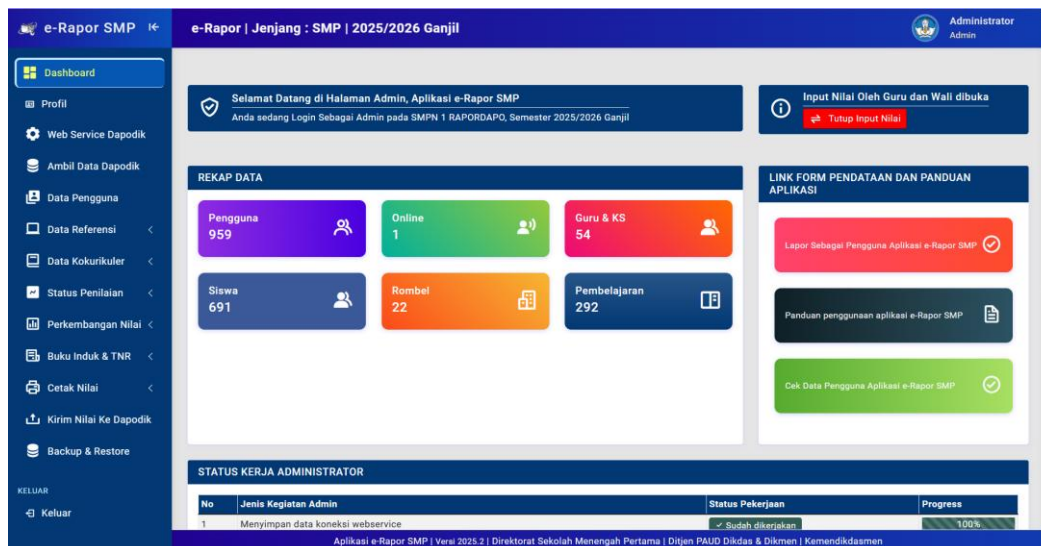 e-Rapor SMP
e-Rapor | Jenjang : SMP | 2025/2026 Ganjil
Administrator
Admin
Dashboard
Profil
Web Service Dapodik
Ambil Data Dapodik
Data Pengguna
Data Referensi
Data Kokurikuler
Status Penilaian
Perkembangan Nilai
Buku Induk & TNR
Cetak Nilai
Kirim Nilai Ke Dapodik
Backup & Restore
KELUAR
Keluar
Selamat Datang di Halaman Admin, Aplikasi e-Rapor SMP
Anda sedang Login Sebagai Admin pada SMPN 1 RAPORDAPO, Semester 2025/2026 Ganjil
Input Nilai Oleh Guru dan Wali dibuka
Tutup Input Nilai
REKAP DATA
Pengguna
959
Online
1
Guru & KS
54
Siswa
691
Rombel
22
Pembelajaran
292
LINK FORM PENDATAAN DAN PANDUAN
APLIKASI
Lapor Sebagai Pengguna Aplikasi e-Rapor SMP
Panduan penggunaan aplikasi e-Rapor SMP
Cek Data Pengguna Aplikasi e-Rapor SMP
STATUS KERJA ADMINISTRATOR
No Jenis Kegiatan Admin Status Pekerjaan Progress
1 Menyimpan data koneksi webservice Sudah dikerjakan 100%
Aplikasi e-Rapor SMP | Versi 2025.2 | Direktorat Sekolah Menengah Pertama | Ditjen PAUD Dikdas & Dikmen | Kemendikdasmen